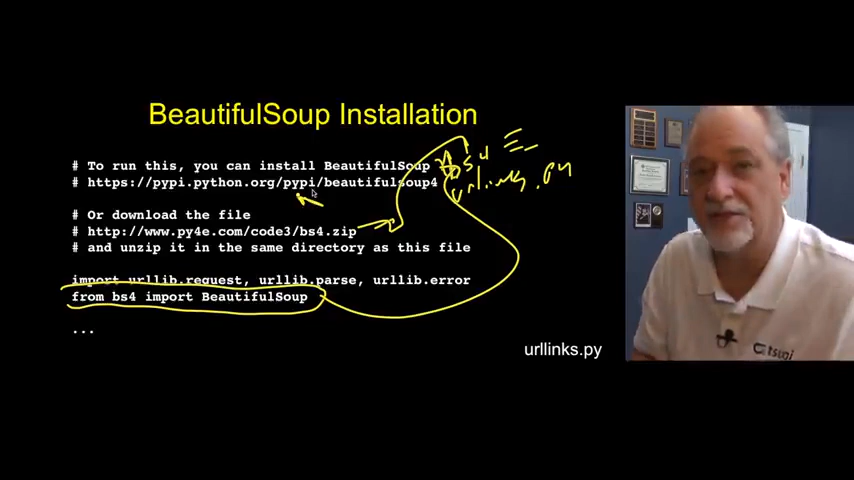 BeautifulSoup Installation
# To run this, you can install BeautifulSoup
# https://pypi.python.org/pypi/beautifulsoup4
# Or download the file
# http://www.py4e.com/code3/bs4.zip
# and unzip it in the same directory as this file
import urllib.request, urllib.parse, urllib.error
from bs4 import BeautifulSoup
...
bs4
urllinks.py
urllinks.py
tsugi